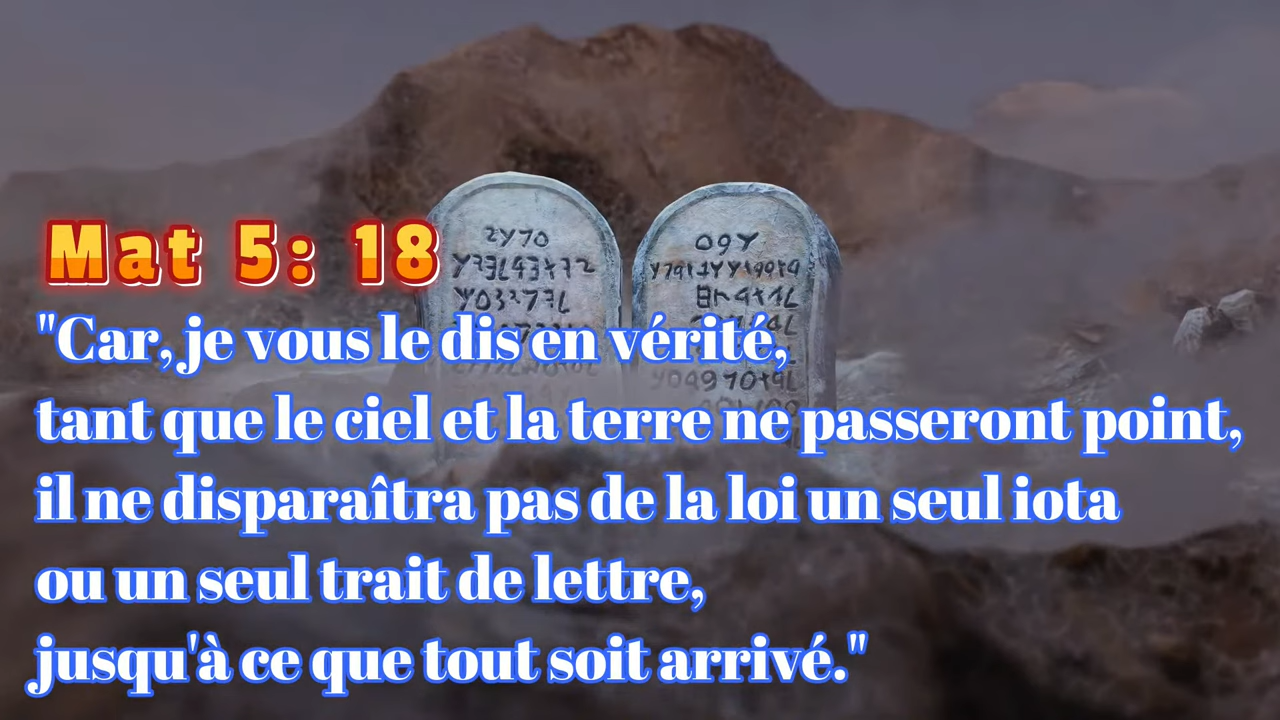 Mat 5: 18
"Car, je vous le dis en vérité,
tant que le ciel et la terre ne passeront point,
il ne disparaîtra pas de la loi un seul iota
ou un seul trait de lettre,
jusqu'à ce que tout soit arrivé."